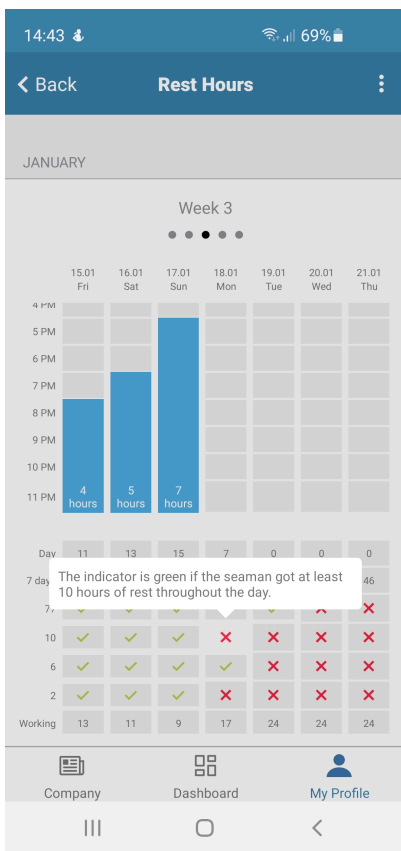 14:43 69%
Back Rest Hours
JANUARY
Week 3
15.01 16.01 17.01 18.01 19.01 20.01 21.01
Fri Sat Sun Mon Tue Wed Thu
4 PM
5 PM
6 PM
7 PM
8 PM
9 PM
10 PM
11 PM
4 hours
5 hours
7 hours
Day 11 13 15 7 0 0 0
7 day 46
The indicator is green if the seaman got at least
10 hours of rest throughout the day.
10
6
2
Working 13 11 9 17 24 24 24
Company Dashboard My Profile